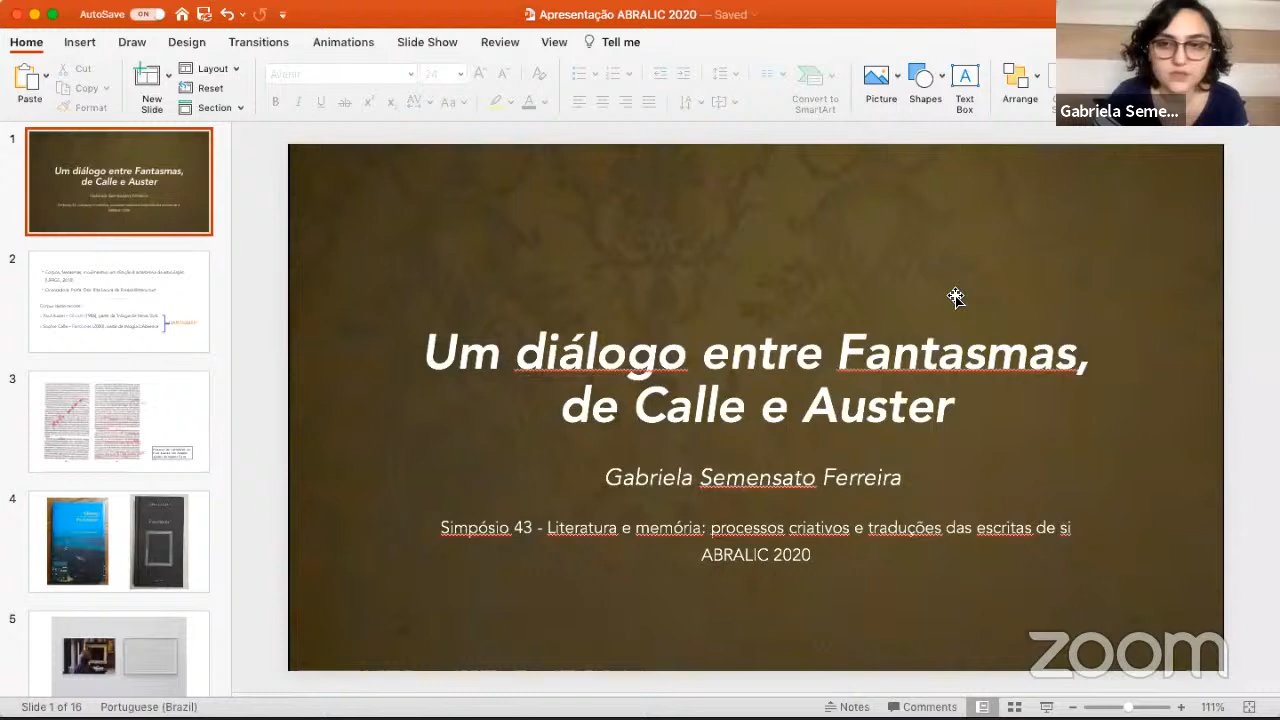 AutoSave ON
Apresentação ABRALIC 2020 — Saved
Home Insert Draw Design Transitions Animations Slide Show Review View Tell me
Paste
Cut
Copy
Format
New
Slide
Layout
Reset
Section
Avenir 24
Convert to
SmartArt
Picture
Shapes
Text
Box
Arrange
Gabriela Seme...
1
Um diálogo entre Fantasmas,
de Calle e Auster
2
3
4
5
Um diálogo entre Fantasmas,
de Calle e Auster
Gabriela Semensato Ferreira
Simpósio 43 - Literatura e memória: processos criativos e traduções das escritas de si
ABRALIC 2020
zoom
Slide 1 of 16 Portuguese (Brazil) Notes Comments 111%